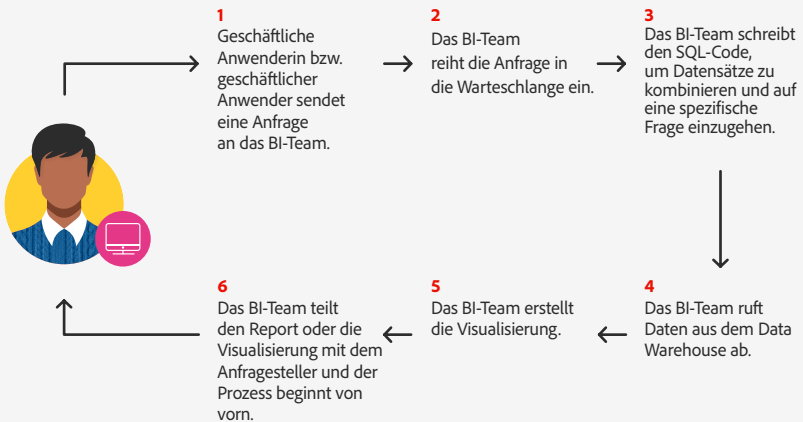 1
Geschäftliche
Anwenderin bzw.
geschäftlicher
Anwender sendet
eine Anfrage
an das BI-Team.
2
Das BI-Team
reiht die Anfrage in
die Warteschlange ein.
3
Das BI-Team schreibt
den SQL-Code,
um Datensätze zu
kombinieren und auf
eine spezifische
Frage einzugehen.
4
Das BI-Team ruft
Daten aus dem Data
Warehouse ab.
5
Das BI-Team erstellt
die Visualisierung.
6
Das BI-Team teilt
den Report oder die
Visualisierung mit dem
Anfragesteller und der
Prozess beginnt von
vorn.